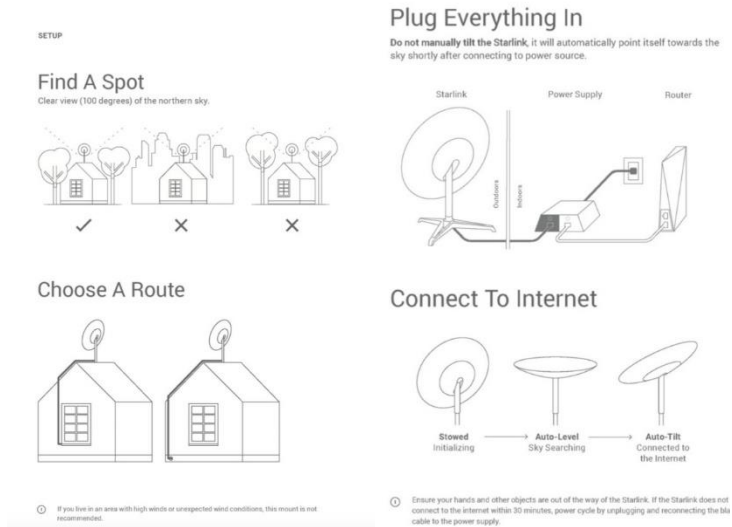 SETUP
Find A Spot
Clear view (100 degrees) of the northern sky.
Choose A Route
If you live in an area with high winds or unexpected wind conditions, this mount is not
recommended.
Plug Everything In
Do not manually tilt the Starlink, it will automatically point itself towards the
sky shortly after connecting to power source.
Starlink
Power Supply
Router
Outdoors
Indoors
Connect To Internet
Stowed
Initializing
Auto-Level
Sky Searching
Auto-Tilt
Connected to
the Internet
Ensure your hands and other objects are out of the way of the Starlink. If the Starlink does not
connect to the internet within 30 minutes, power cycle by unplugging and reconnecting the bla
cable to the power supply.